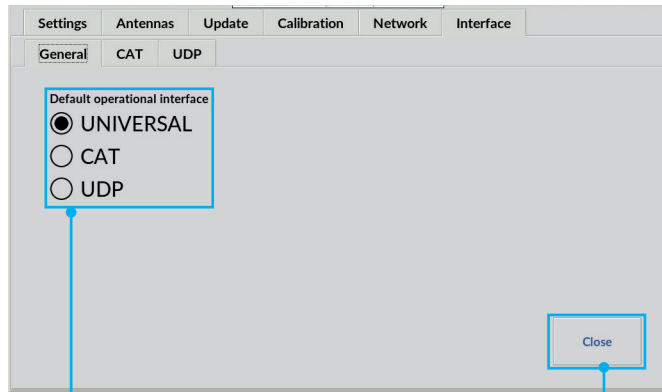 Settings Antennas Update Calibration Network Interface
General CAT UDP
Default operational interface
UNIVERSAL
CAT
UDP
Close